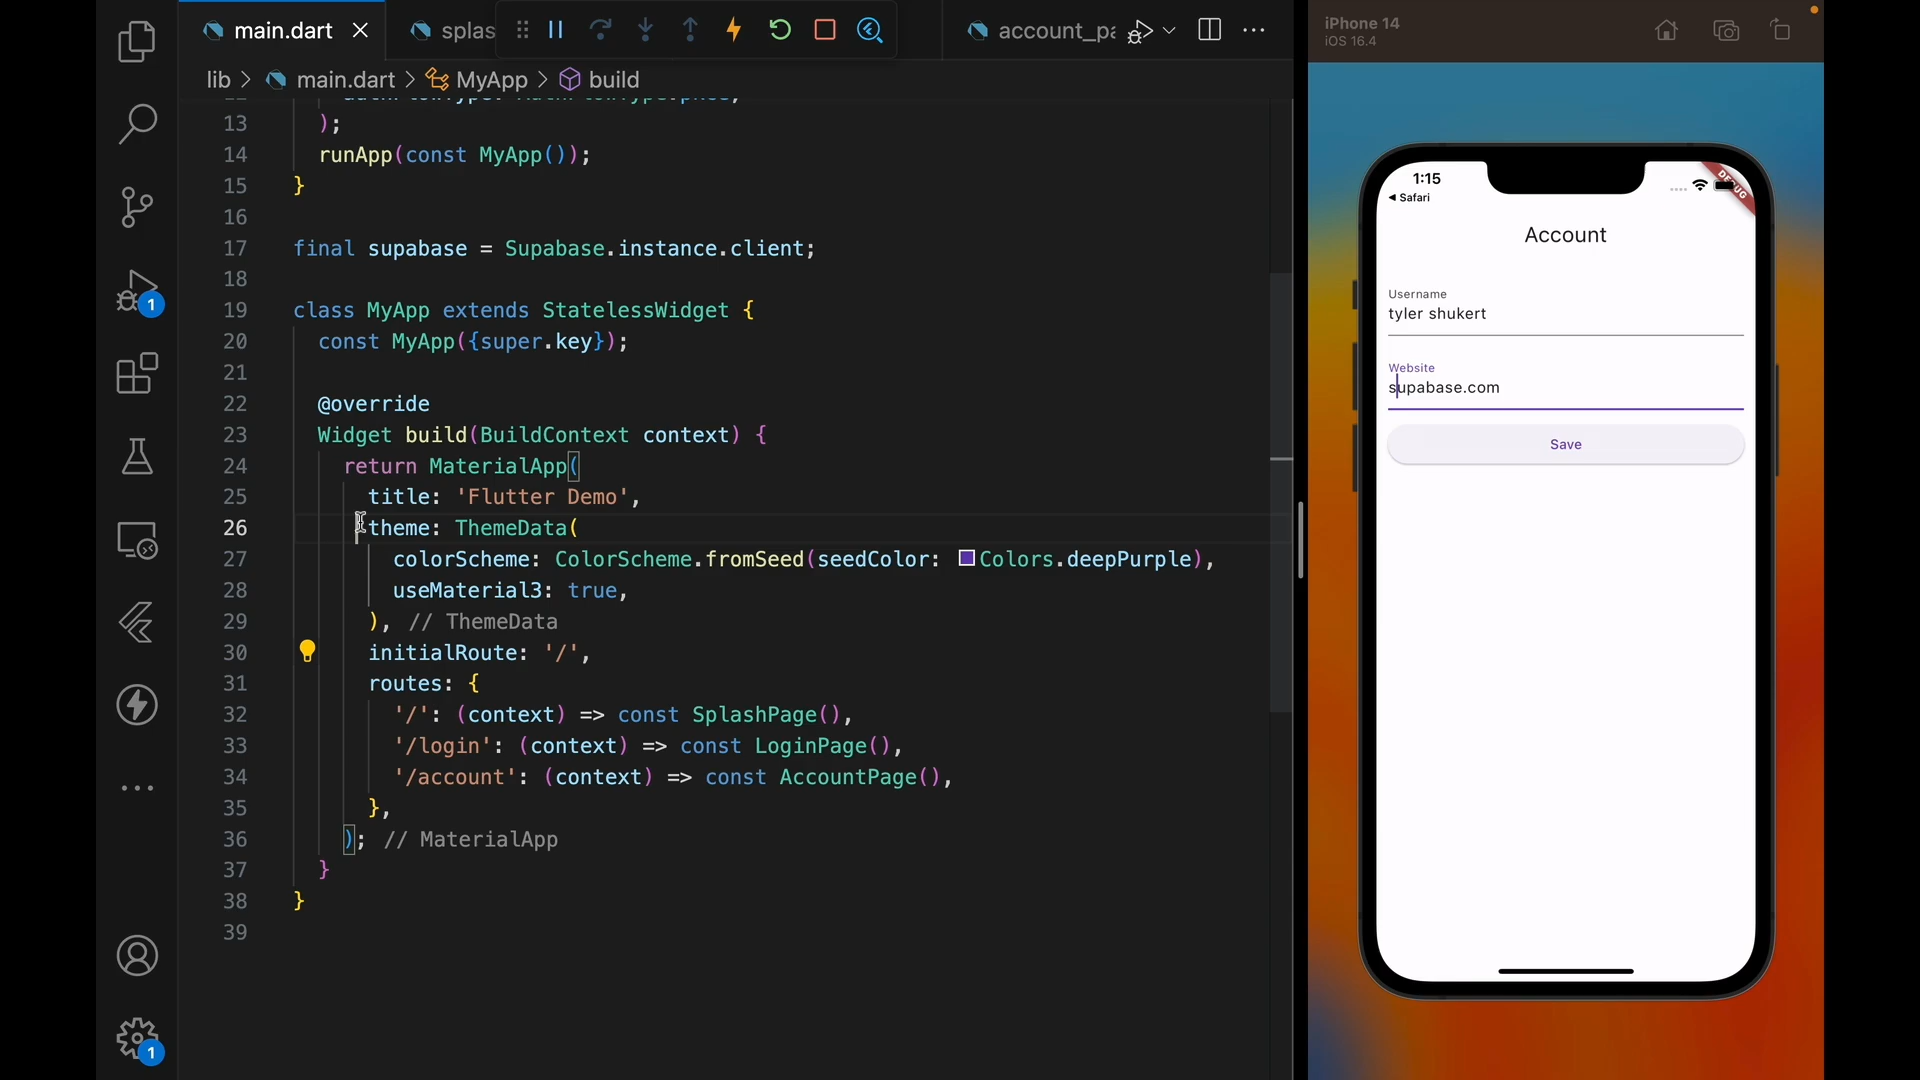 main.dart
splas
account_pa
lib > main.dart > MyApp > build
13 );
14 runApp(const MyApp());
15 }
16
17 final supabase = Supabase.instance.client;
18
19 class MyApp extends StatelessWidget {
20 const MyApp({super.key});
21
22 @override
23 Widget build(BuildContext context) {
24 return MaterialApp(
25 title: 'Flutter Demo',
26 theme: ThemeData(
27 colorScheme: ColorScheme.fromSeed(seedColor: Colors.deepPurple),
28 useMaterial3: true,
29 ), // ThemeData
30 initialRoute: '/',
31 routes: {
32 '/': (context) => const SplashPage(),
33 '/login': (context) => const LoginPage(),
34 '/account': (context) => const AccountPage(),
35 },
36 ); // MaterialApp
37 }
38 }
39
1
1
iPhone 14
iOS 16.4
1:15
DEBUG
◀ Safari
Account
Username
tyler shukert
Website
supabase.com
Save